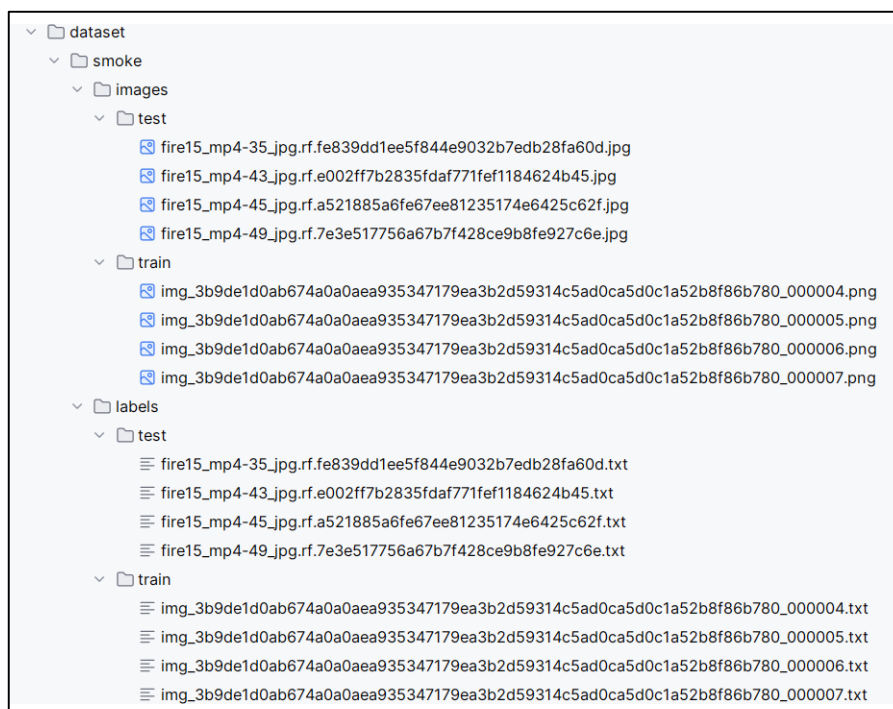 dataset
smoke
images
test
fire15_mp4-35_jpg.rf.fe839dd1ee5f844e9032b7edb28fa60d.jpg
fire15_mp4-43_jpg.rf.e002ff7b2835fdaf771fef1184624b45.jpg
fire15_mp4-45_jpg.rf.a521885a6fe67ee81235174e6425c62f.jpg
fire15_mp4-49_jpg.rf.7e3e517756a67b7f428ce9b8fe927c6e.jpg
train
img_3b9de1d0ab674a0a0aea935347179ea3b2d59314c5ad0ca5d0c1a52b8f86b780_000004.png
img_3b9de1d0ab674a0a0aea935347179ea3b2d59314c5ad0ca5d0c1a52b8f86b780_000005.png
img_3b9de1d0ab674a0a0aea935347179ea3b2d59314c5ad0ca5d0c1a52b8f86b780_000006.png
img_3b9de1d0ab674a0a0aea935347179ea3b2d59314c5ad0ca5d0c1a52b8f86b780_000007.png
labels
test
fire15_mp4-35_jpg.rf.fe839dd1ee5f844e9032b7edb28fa60d.txt
fire15_mp4-43_jpg.rf.e002ff7b2835fdaf771fef1184624b45.txt
fire15_mp4-45_jpg.rf.a521885a6fe67ee81235174e6425c62f.txt
fire15_mp4-49_jpg.rf.7e3e517756a67b7f428ce9b8fe927c6e.txt
train
img_3b9de1d0ab674a0a0aea935347179ea3b2d59314c5ad0ca5d0c1a52b8f86b780_000004.txt
img_3b9de1d0ab674a0a0aea935347179ea3b2d59314c5ad0ca5d0c1a52b8f86b780_000005.txt
img_3b9de1d0ab674a0a0aea935347179ea3b2d59314c5ad0ca5d0c1a52b8f86b780_000006.txt
img_3b9de1d0ab674a0a0aea935347179ea3b2d59314c5ad0ca5d0c1a52b8f86b780_000007.txt